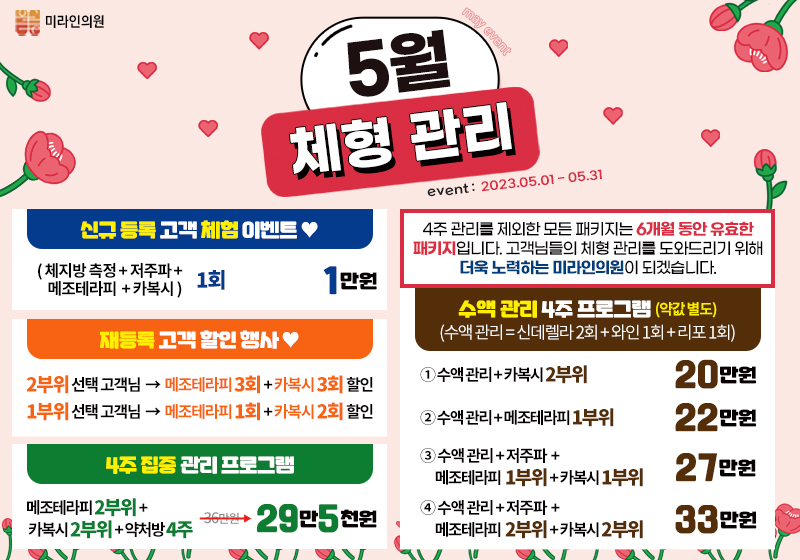 미라인의원
may event
5월
체형 관리
event : 2023.05.01 - 05.31
신규 등록 고객 체험 이벤트 ♥
( 체지방 측정 + 저주파 +
메조테라피 + 카복시 ) 1회 1만원
재등록 고객 할인 행사 ♥
2부위 선택 고객님 → 메조테라피 3회 + 카복시 3회 할인
1부위 선택 고객님 → 메조테라피 1회 + 카복시 2회 할인
4주 집중 관리 프로그램
메조테라피 2부위 +
카복시 2부위 + 약처방 4주 36만원 → 29만5천원
4주 관리를 제외한 모든 패키지는 6개월 동안 유효한
패키지입니다. 고객님들의 체형 관리를 도와드리기 위해
더욱 노력하는 미라인의원이 되겠습니다.
수액 관리 4주 프로그램 (약값 별도)
(수액 관리 = 신데렐라 2회 + 와인 1회 + 리포 1회)
① 수액 관리 + 카복시 2부위 20만원
② 수액 관리 + 메조테라피 1부위 22만원
③ 수액 관리 + 저주파 +
메조테라피 1부위 + 카복시 1부위 27만원
④ 수액 관리 + 저주파 +
메조테라피 2부위 + 카복시 2부위 33만원